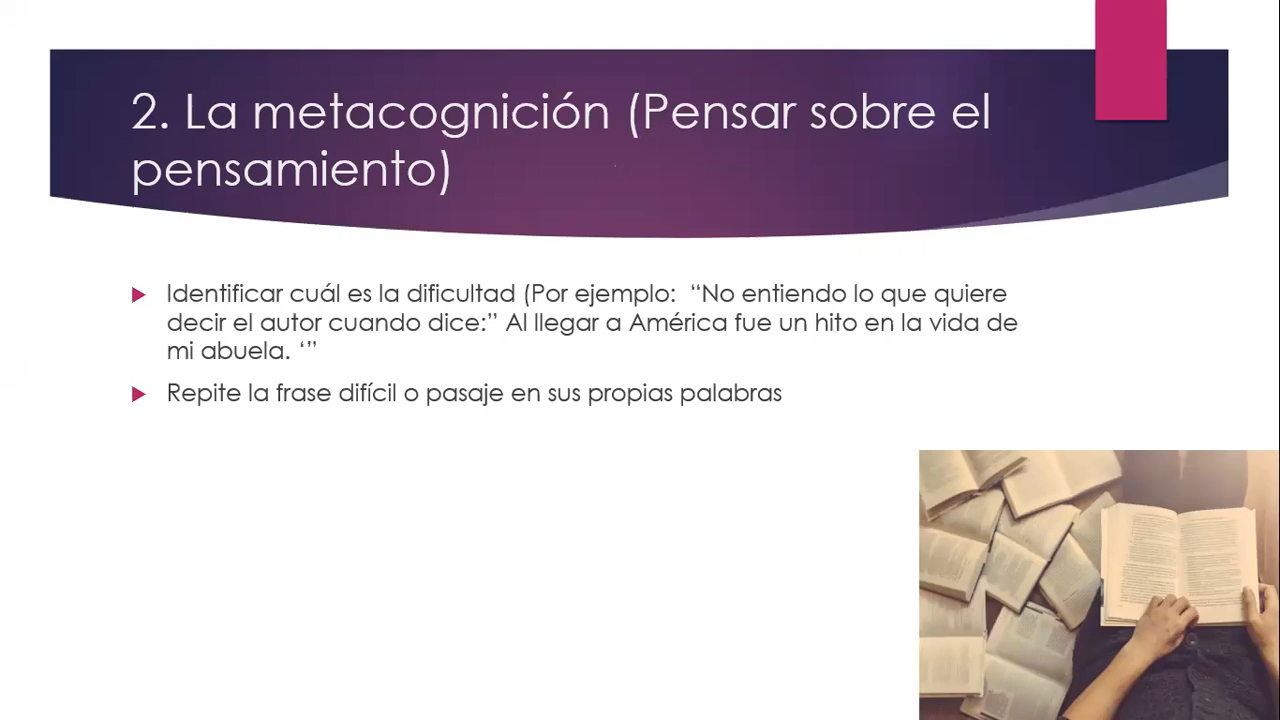 2. La metacognición (Pensar sobre el
pensamiento)
Identificar cuál es la dificultad (Por ejemplo:  “No entiendo lo que quiere
decir el autor cuando dice:” Al llegar a América fue un hito en la vida de
mi abuela. ‘”
Repite la frase difícil o pasaje en sus propias palabras